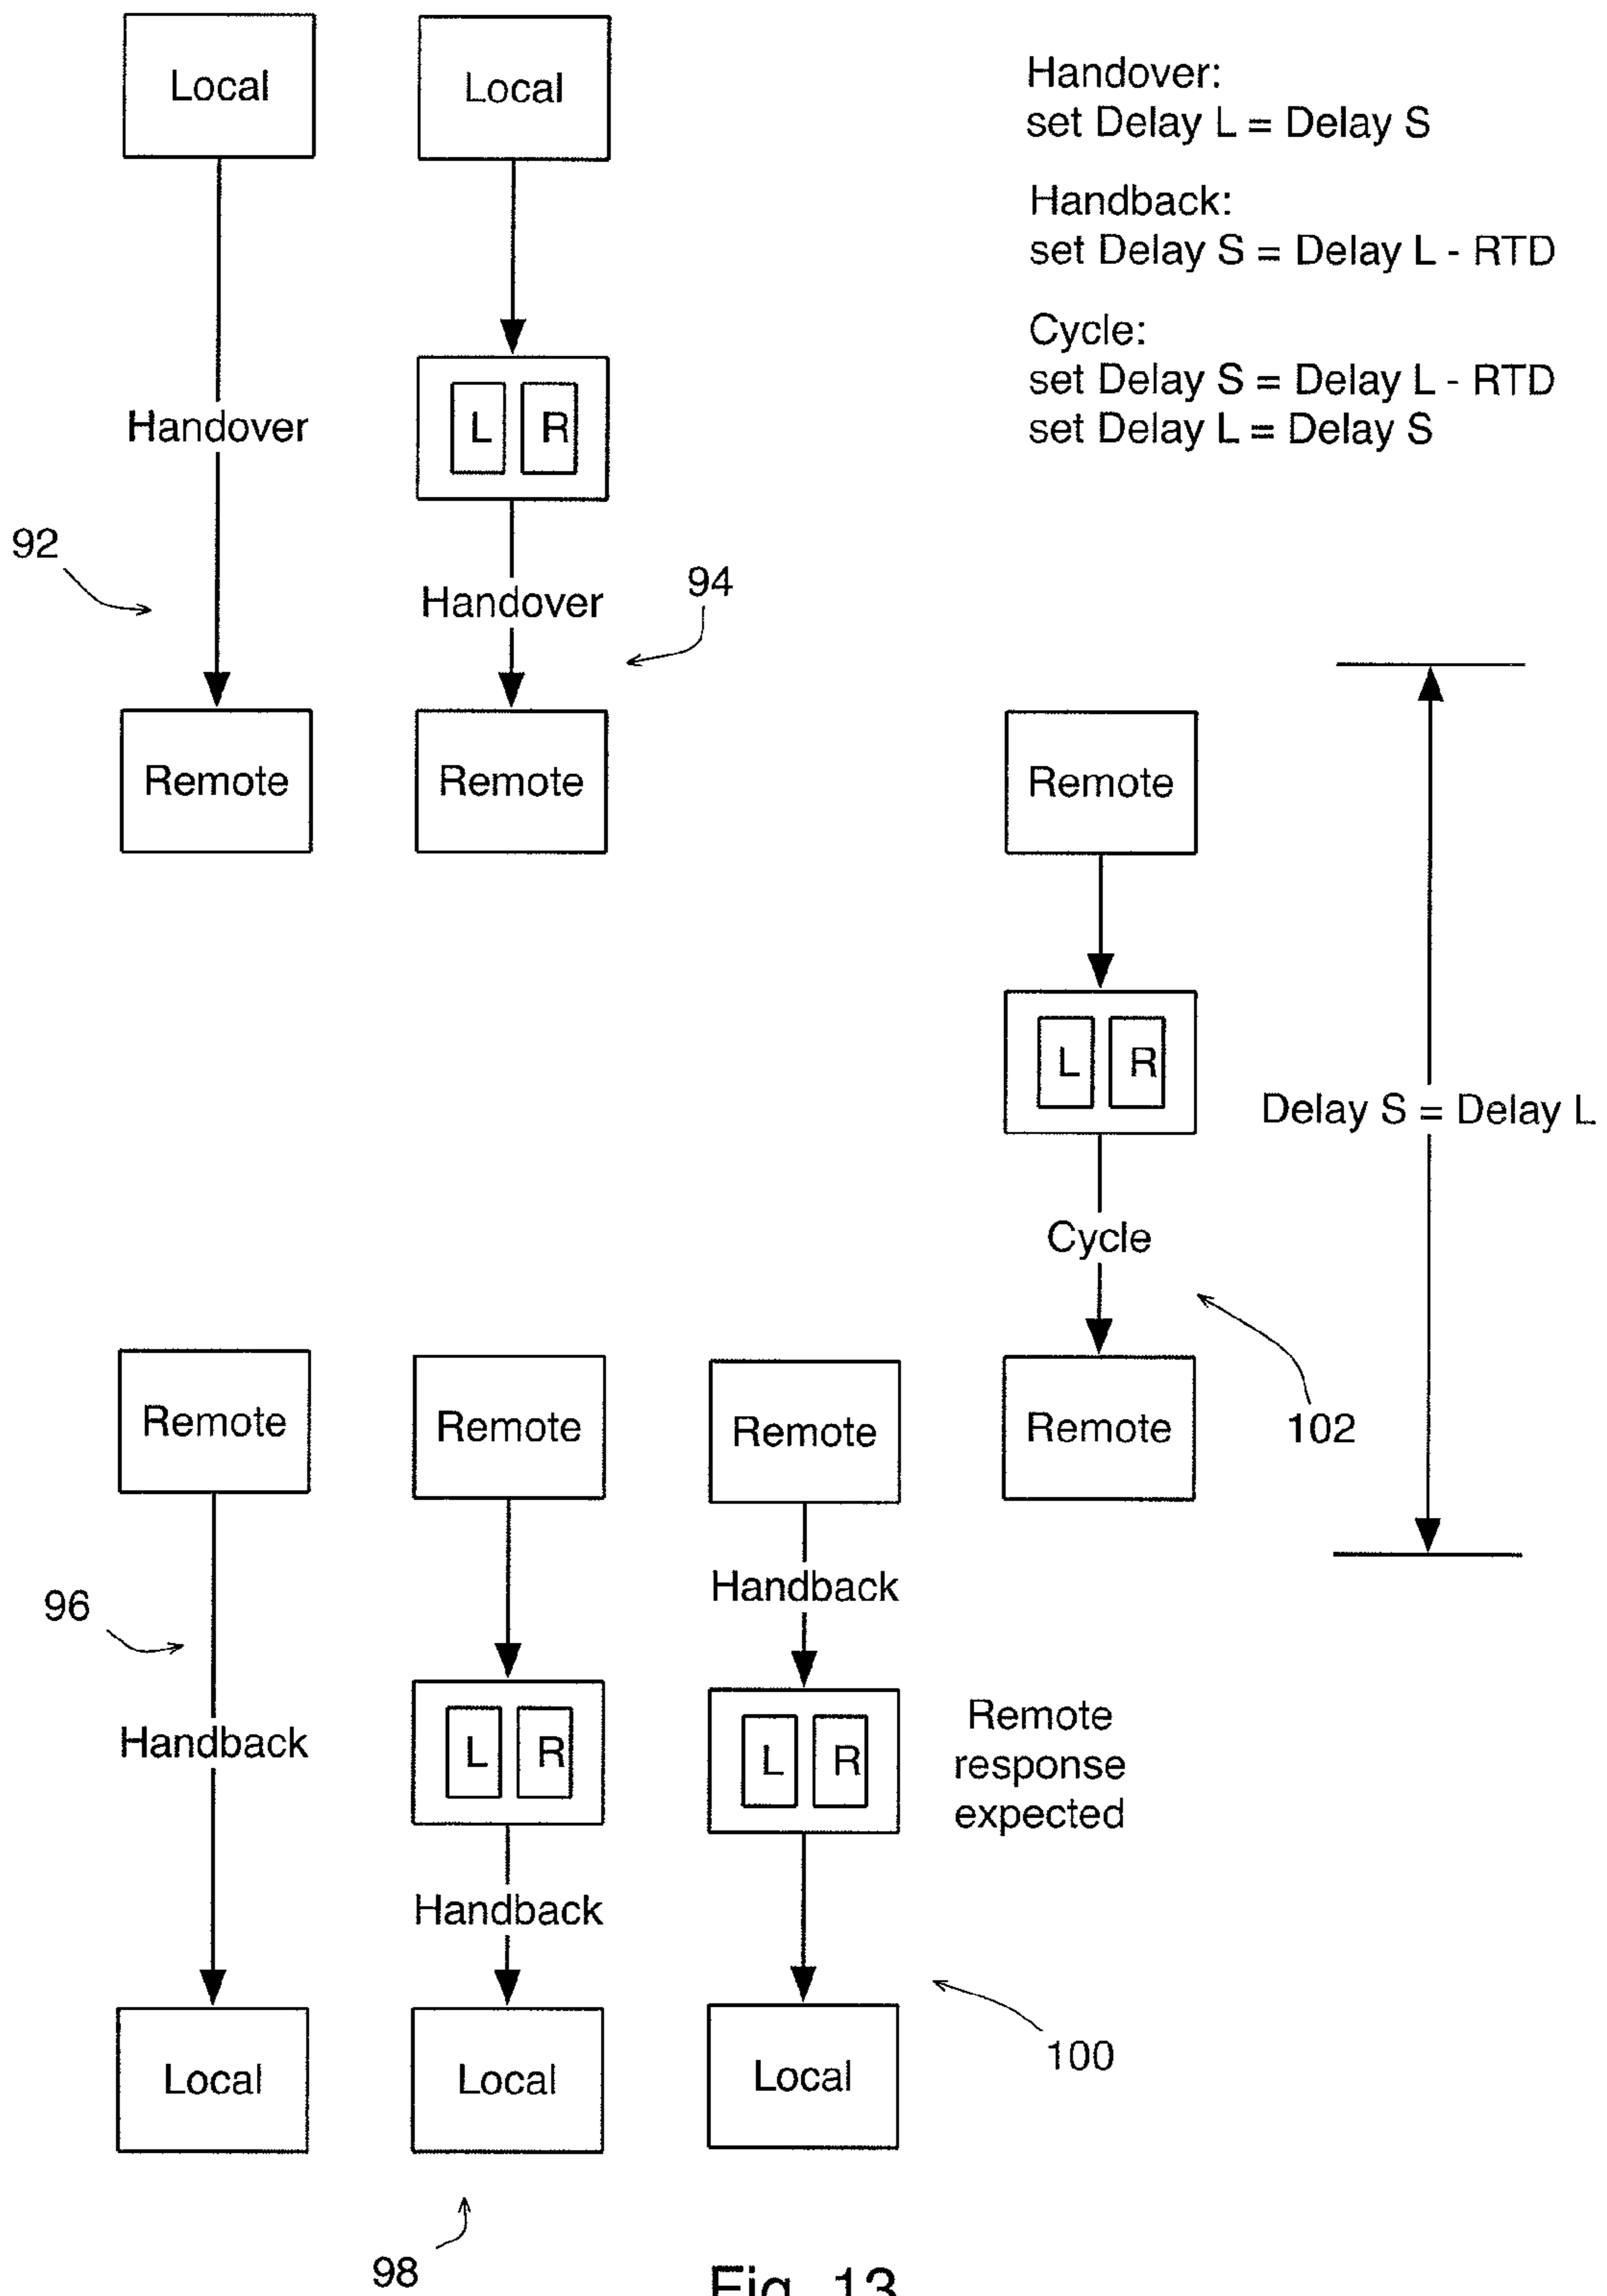 Local
Local
Handover:
set Delay L = Delay S
Handback:
set Delay S = Delay L - RTD
Cycle:
set Delay S = Delay L - RTD
set Delay L = Delay S
L R
Handover
92
Handover
94
Remote
Remote
Remote
L R
Delay S = Delay L
Cycle
Remote
Remote
Remote
Remote
102
Handback
96
Handback
L R
L R
Remote
response
expected
Handback
100
Local
Local
Local
98
Fig. 13